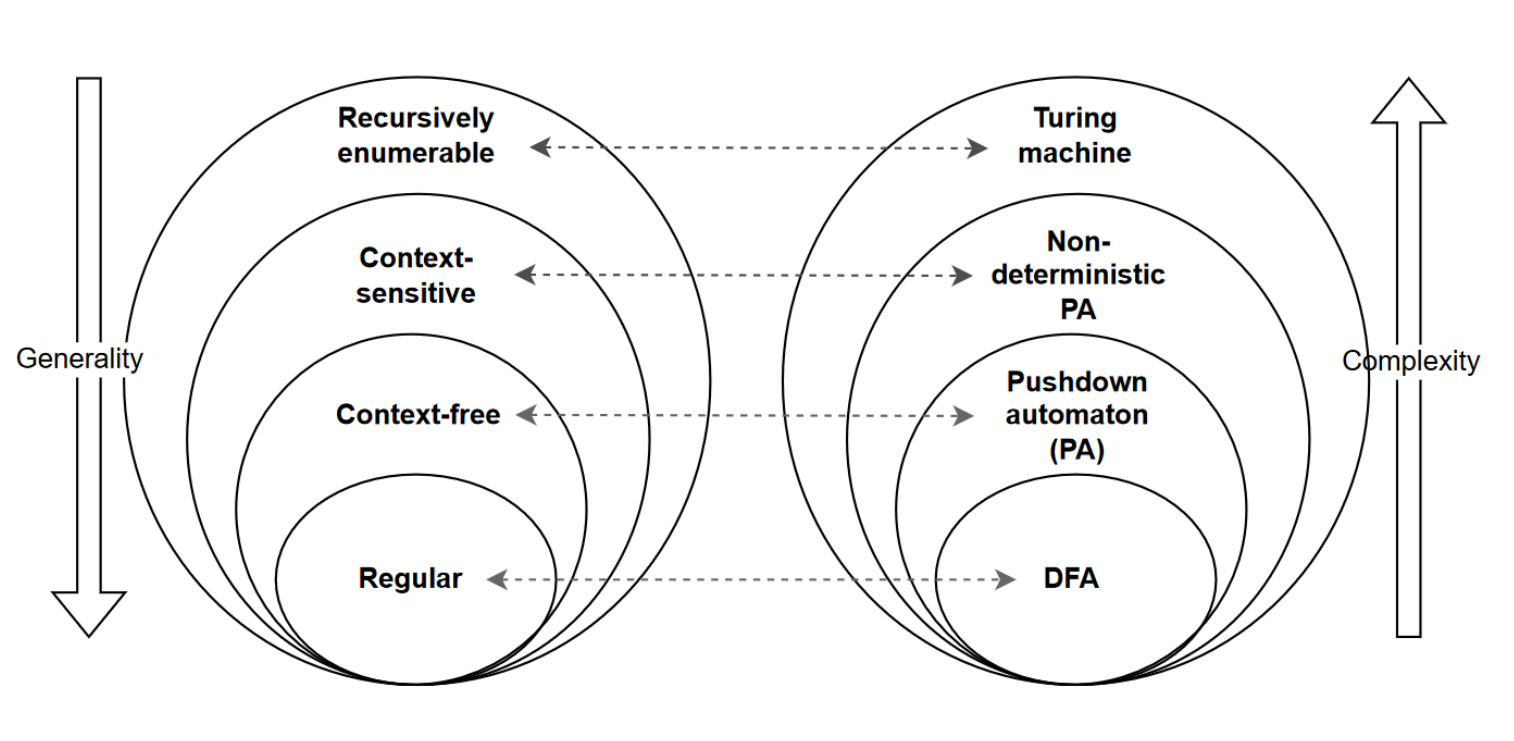 Recursively
enumerable
Turing
machine
Context-
sensitive
Non-
deterministic
PA
Generality
Complexity
Context-free
Pushdown
automaton
(PA)
Regular
DFA